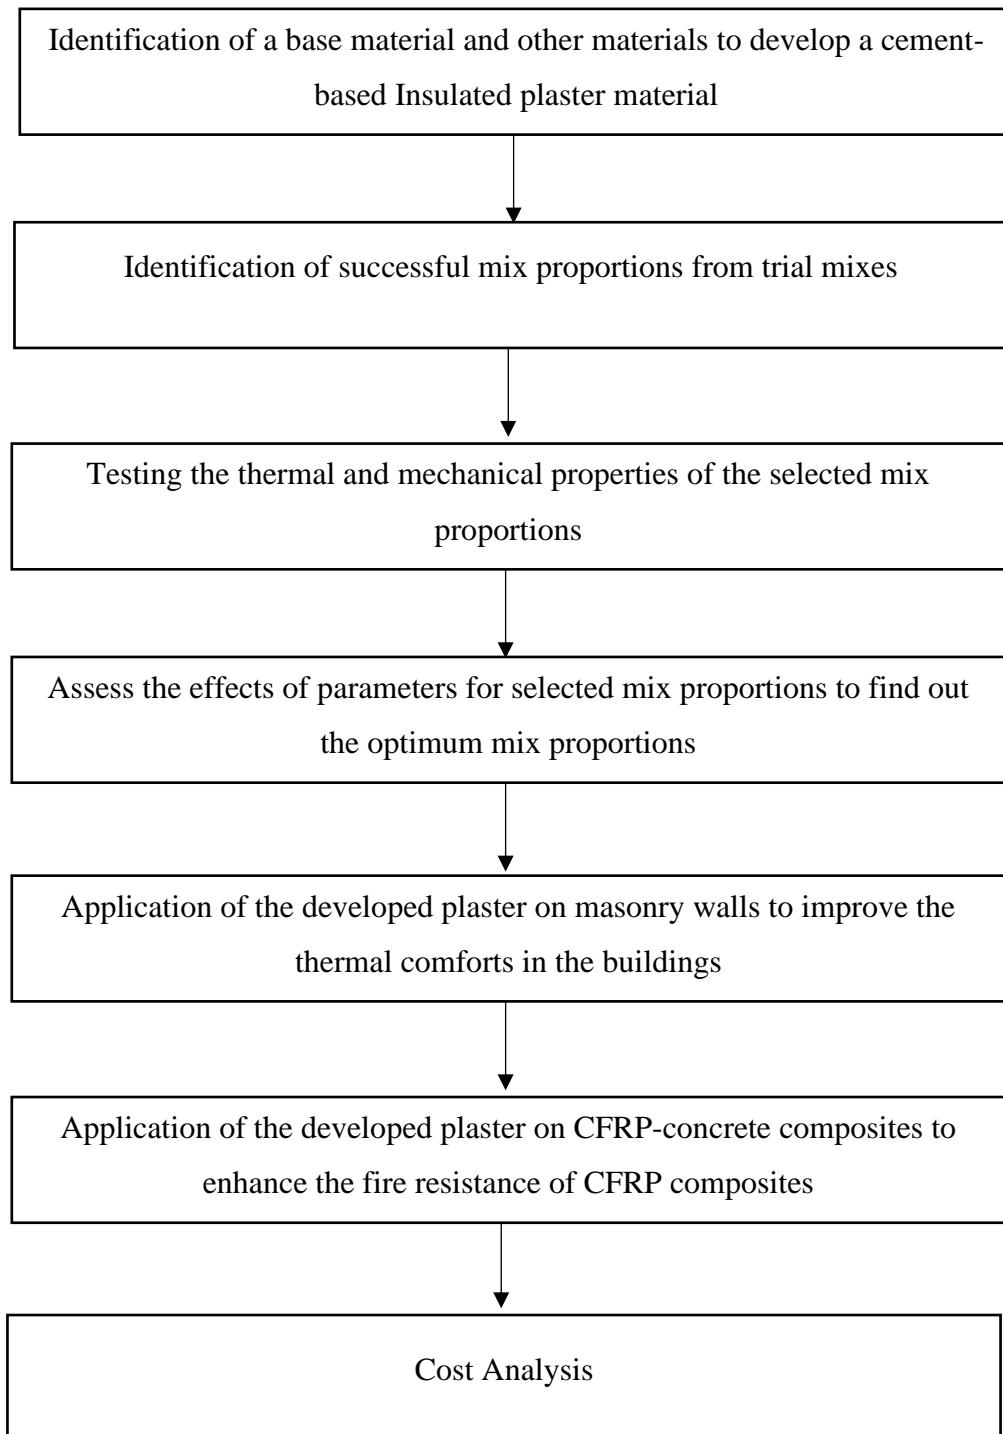 Identification of a base material and other materials to develop a cement-
based Insulated plaster material
Identification of successful mix proportions from trial mixes
Testing the thermal and mechanical properties of the selected mix
proportions
Assess the effects of parameters for selected mix proportions to find out
the optimum mix proportions
Application of the developed plaster on masonry walls to improve the
thermal comforts in the buildings
Application of the developed plaster on CFRP-concrete composites to
enhance the fire resistance of CFRP composites
Cost Analysis